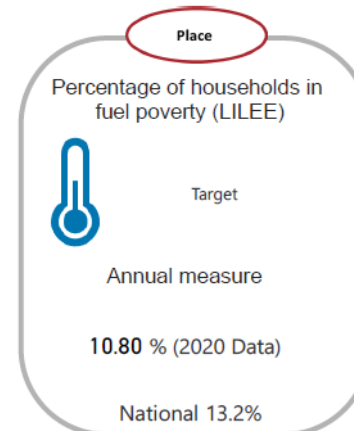 Place
Percentage of households in
fuel poverty (LILEE)
Target
Annual measure
10.80 % (2020 Data)
National 13.2%